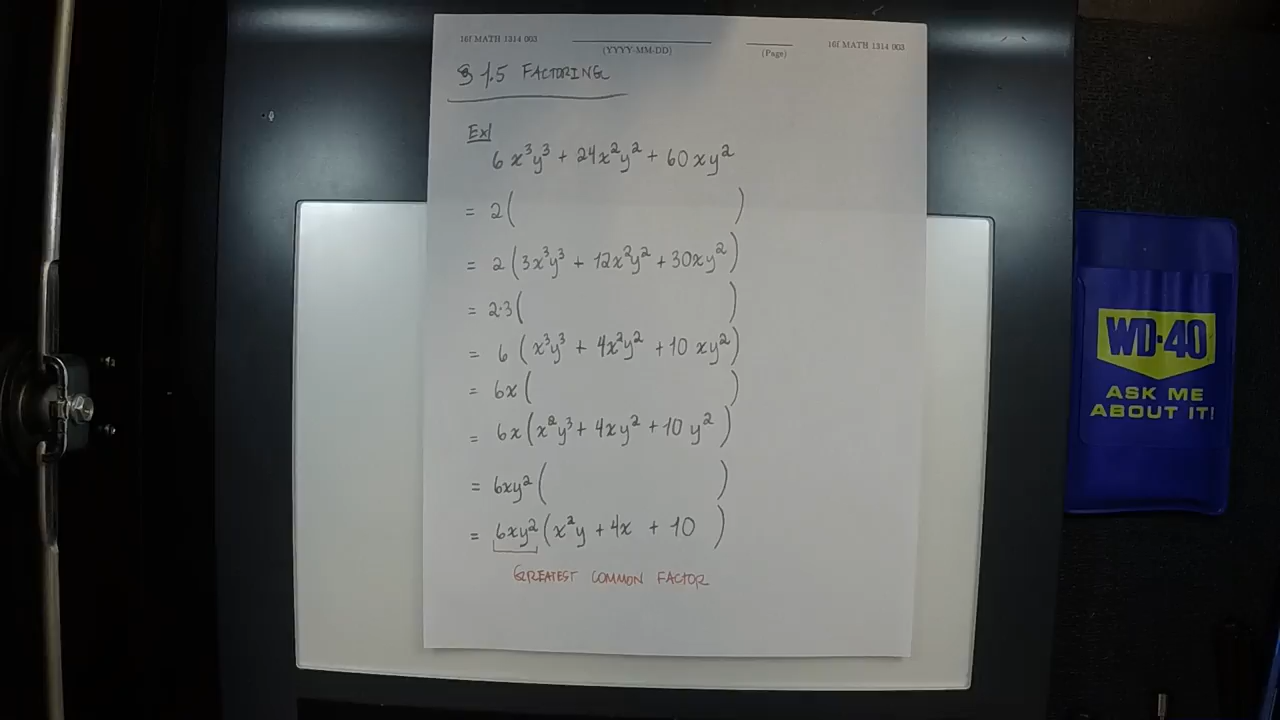 16f MATH 1314 003 (YYYY-MM-DD) (Page) 16f MATH 1314 003
§ 1.5 FACTORING
Ex1
6x³y³ + 24x²y² + 60xy²
= 2( )
= 2(3x³y³ + 12x²y² + 30xy²)
= 2·3( )
= 6(x³y³ + 4x²y² + 10xy²)
= 6x( )
= 6x(x²y³ + 4xy² + 10y²)
= 6xy²( )
= 6xy²(x²y + 4x + 10)
GREATEST COMMON FACTOR
WD-40
ASK ME
ABOUT IT!